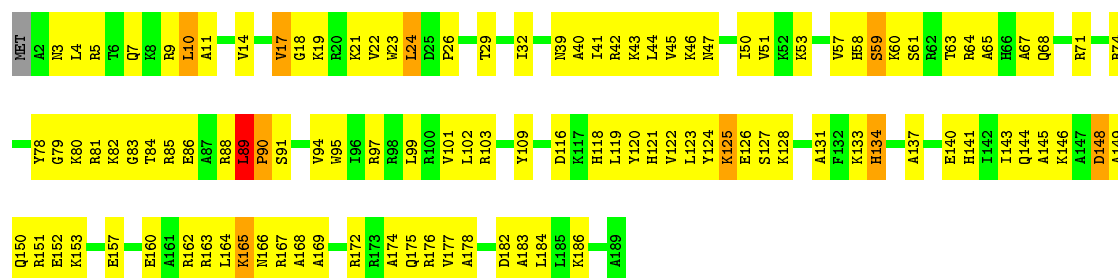 MET A2 N3 L4 R5 T6 Q7 K8 R9 L10 A11 V14 V17 G18 K19 R20 K21 V22 W23 L24 D25 P26 T29 I32 N39 A40 I41 R42 K43 L44 V45 K46 N47 I50 V51 K52 K53 V57 H58 S59 K60 S61 R62 T63 R64 A65 H66 A67 Q68 R71 R74
Y78 G79 K80 R81 K82 G83 T84 R85 E86 A87 R88 L89 P90 S91 V94 W95 I96 R97 R98 L99 R100 V101 L102 R103 Y109 D116 K117 H118 L119 Y120 H121 V122 L123 Y124 K125 E126 S127 K128 A131 F132 K133 H134 A137 E140 H141 I142 I143 Q144 A145 K146 A147 D148 A149
Q150 R151 E152 K153 E157 E160 A161 R162 R163 L164 K165 N166 R167 A168 A169 R172 R173 A174 Q175 R176 V177 A178 D182 A183 L184 L185 K186 A189